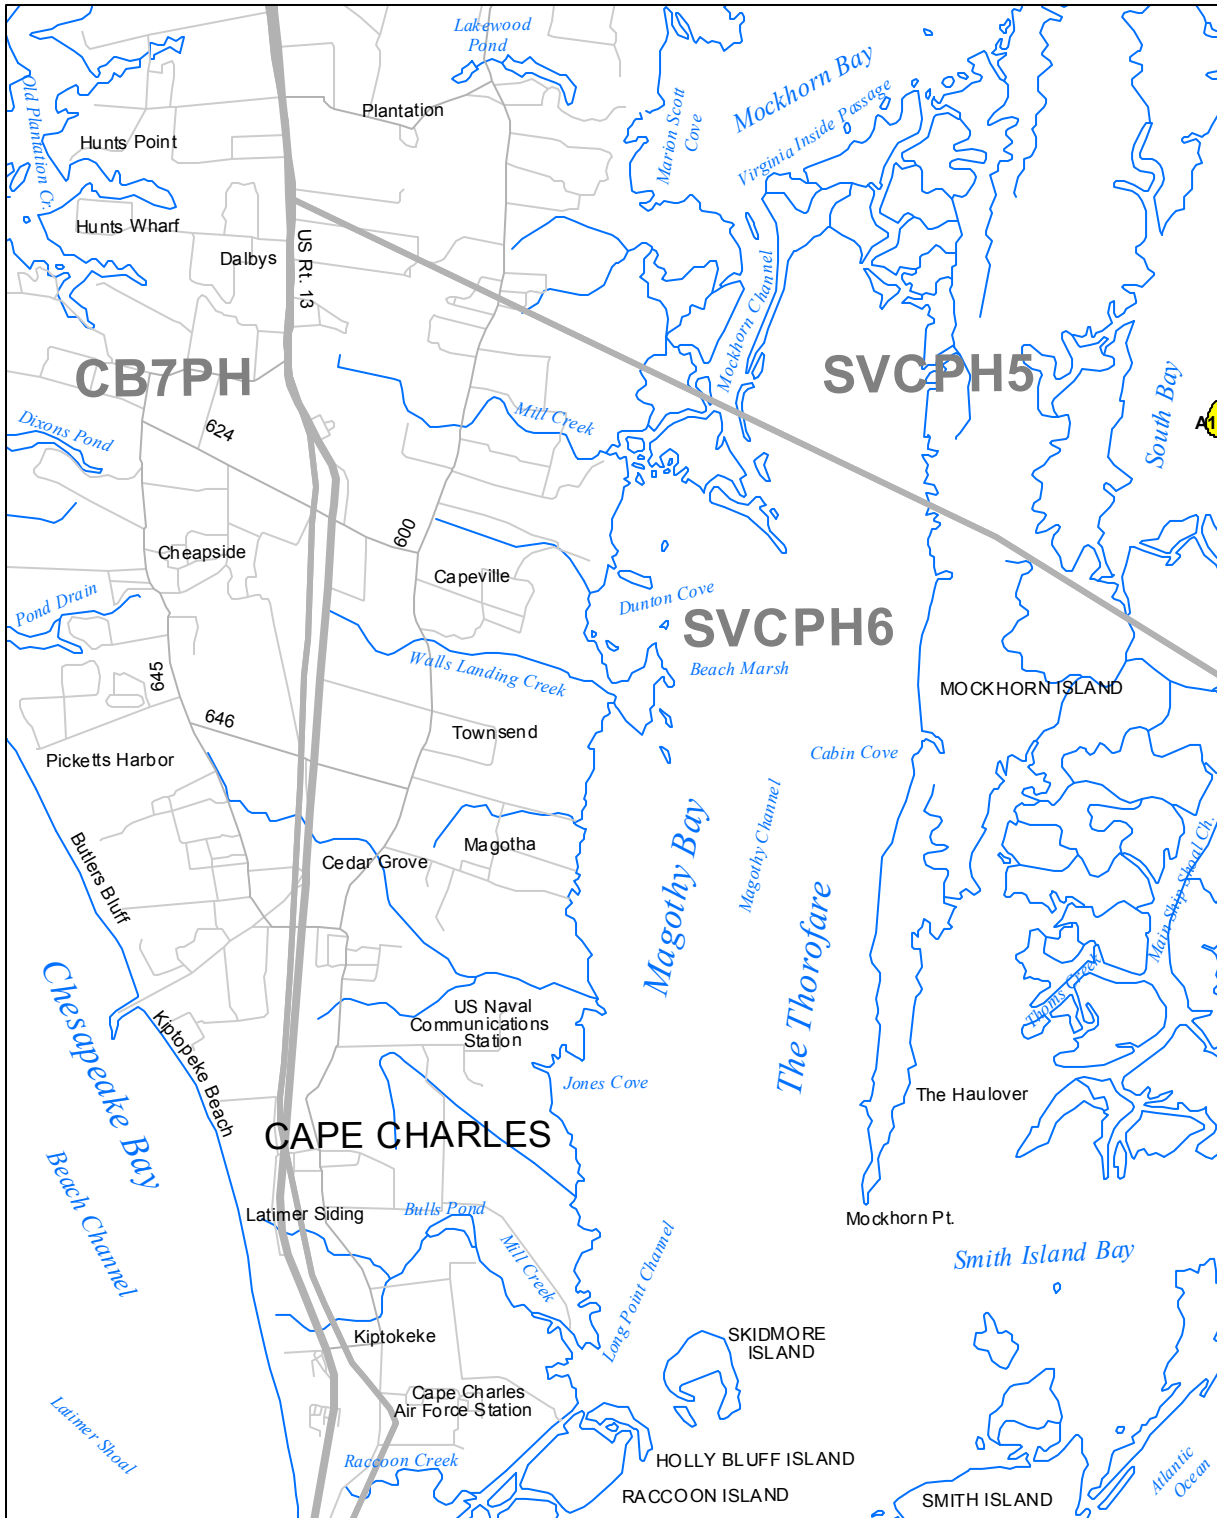 Lakewood
Pond
Mockhorn Bay
Old Plantation Cr.
Plantation
Virginia Inside Passage
Marion Scott
Cove
Hunts Point
Hunts Wharf
Dalbys
US Rt. 13
Mockhorn Channel
CB7PH
SVCPH5
South Bay
A1
Dixons Pond
624
Mill Creek
600
Cheapside
Capeville
Pond Drain
Dunton Cove
SVCPH6
Walls Landing Creek
Beach Marsh
645
MOCKHORN ISLAND
646
Townsend
Picketts Harbor
Cabin Cove
Magothy Channel
Butlers Bluff
Magotha
Cedar Grove
Magothy Bay
Main Ship Shoal Ch.
The Thorofare
Thoms Creek
Chesapeake Bay
US Naval
Communications
Station
Kiptopeke Beach
Jones Cove
The Haulover
CAPE CHARLES
Beach Channel
Latimer Siding
Bulls Pond
Mockhorn Pt.
Mill Creek
Long Point Channel
Smith Island Bay
Kiptokeke
SKIDMORE
ISLAND
Cape Charles
Air Force Station
Latimer Shoal
Raccoon Creek
HOLLY BLUFF ISLAND
RACCOON ISLAND
SMITH ISLAND
Atlantic
Ocean